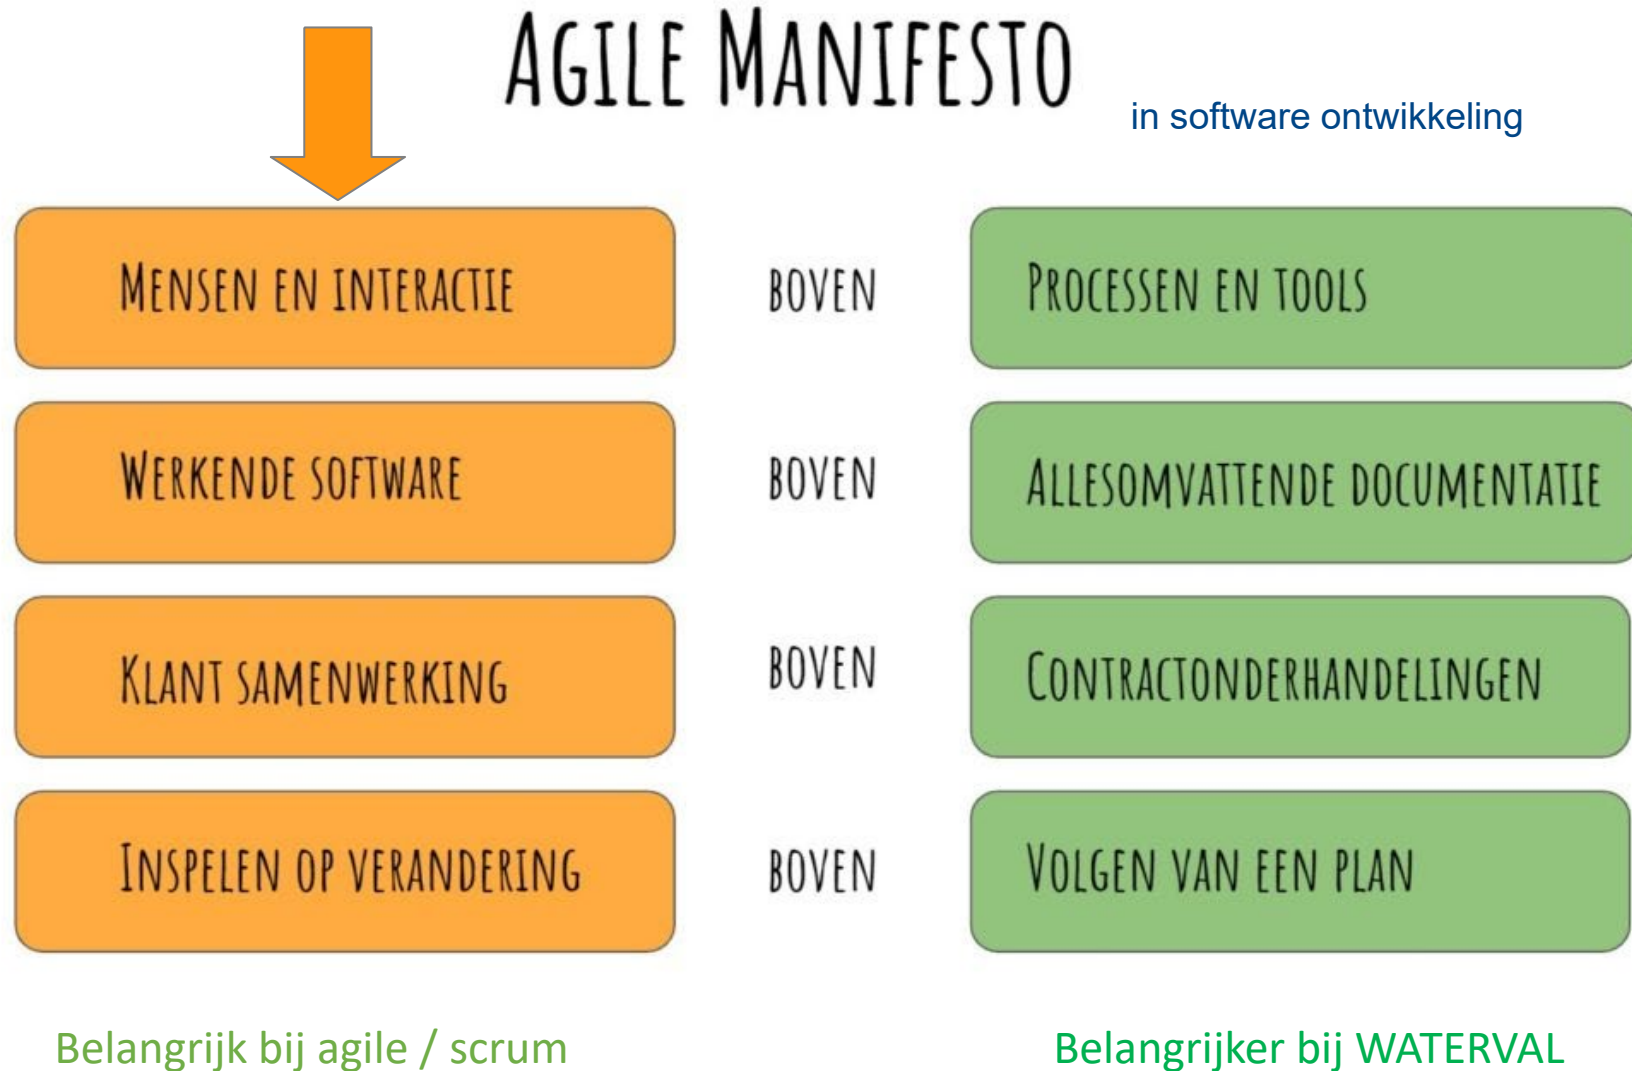 AGILE MANIFESTO
in software ontwikkeling
MENSEN EN INTERACTIE BOVEN PROCESSEN EN TOOLS
WERKENDE SOFTWARE BOVEN ALLESOMVATTENDE DOCUMENTATIE
KLANT SAMENWERKING BOVEN CONTRACTONDERHANDELINGEN
INSPELEN OP VERANDERING BOVEN VOLGEN VAN EEN PLAN
Belangrijk bij agile / scrum
Belangrijker bij WATERVAL